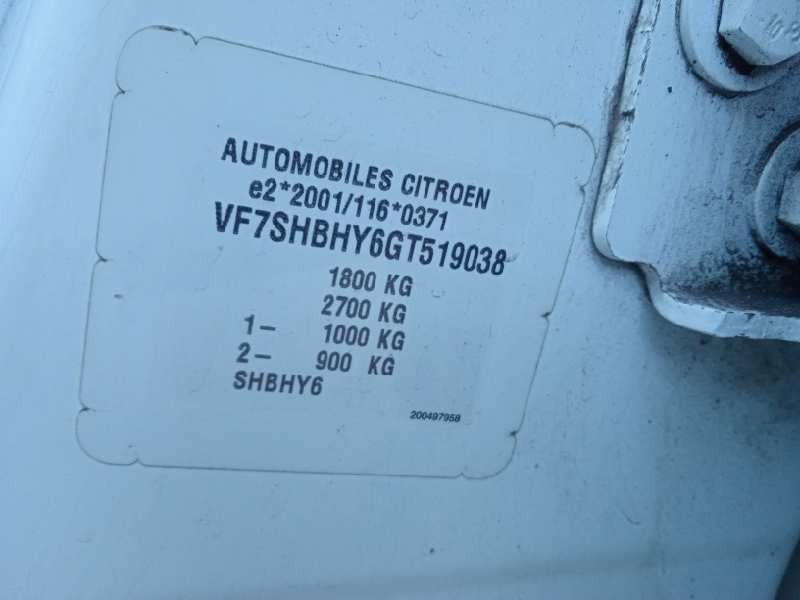 AUTOMOBILES CITROEN
e2*2001/116*0371
VF7SHBHY6GT519038
1800 KG
2700 KG
1– 1000 KG
2– 900 KG
SHBHY6
200497958